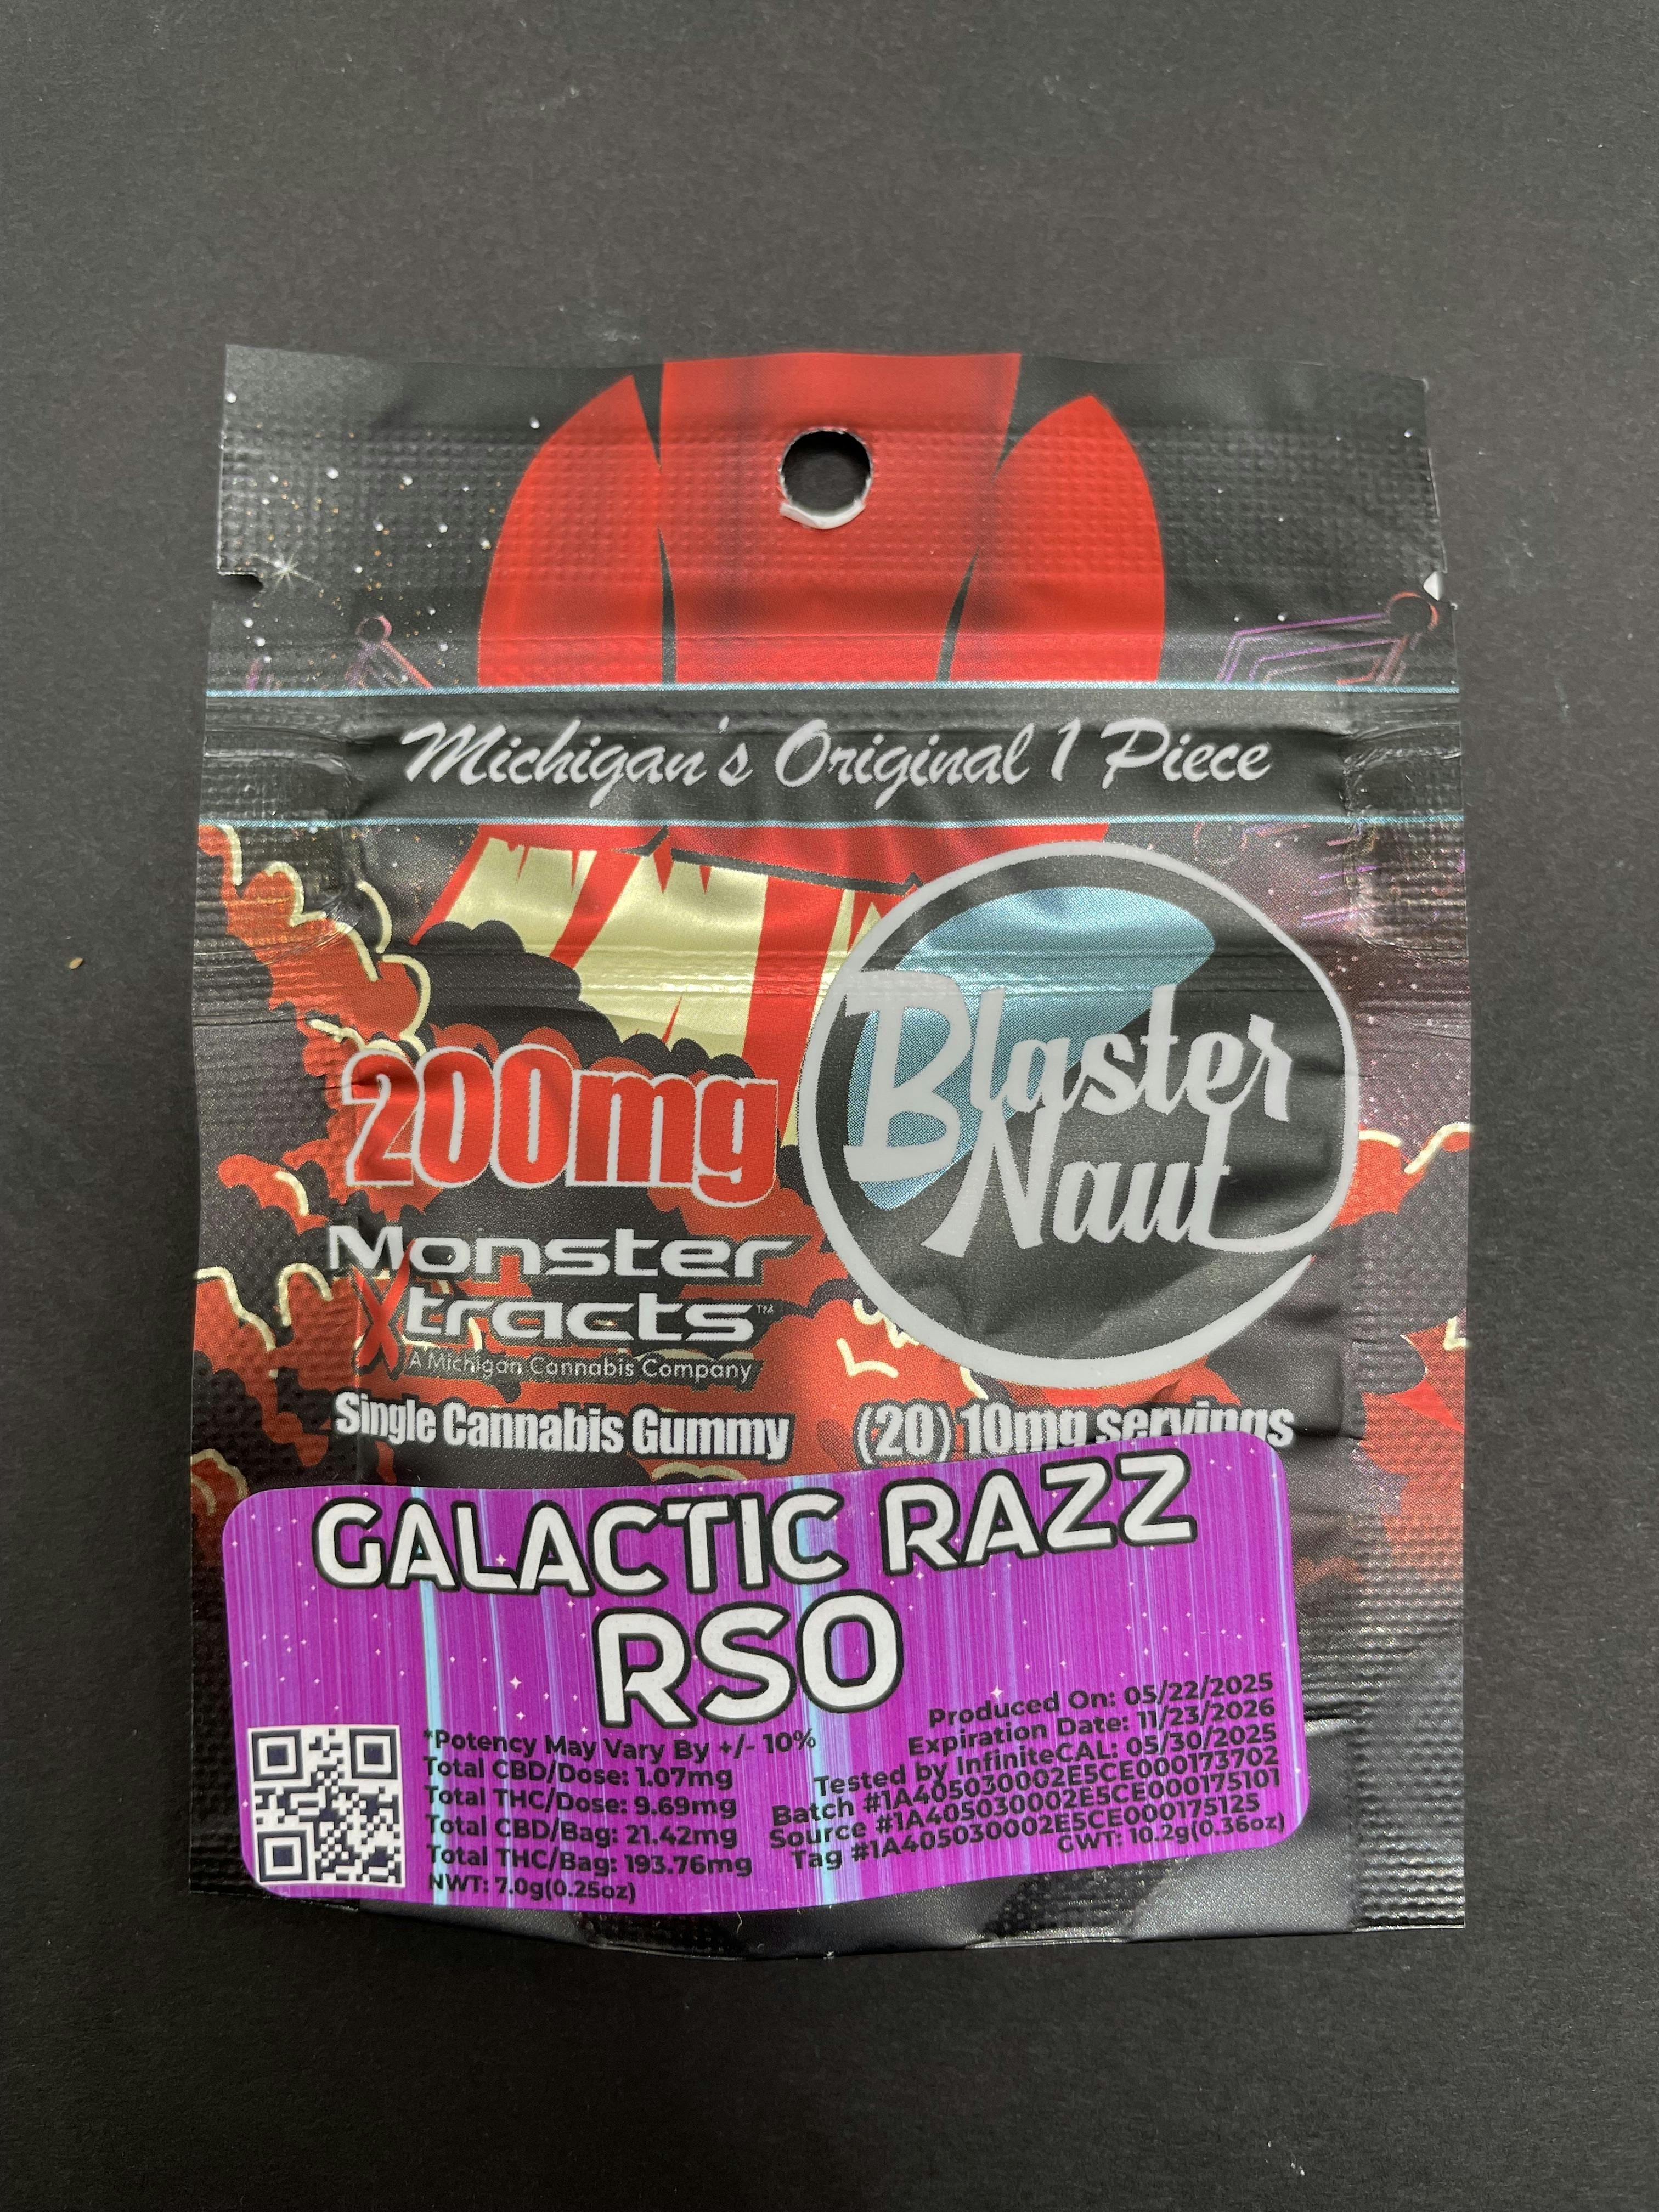 Michigan's Original 1 Piece
Blaster
Naut
200mg
Monster
Xtracts™
A Michigan Cannabis Company
Single Cannabis Gummy
(20) 10mg servings
GALACTIC RAZZ
RSO
*Potency May Vary By +/- 10%
Total CBD/Dose: 1.07mg
Total THC/Dose: 9.69mg
Total CBD/Bag: 21.42mg
Total THC/Bag: 193.76mg
NWT: 7.0g(0.25oz)
Produced On: 05/22/2025
Expiration Date: 11/23/2026
Tested by InfiniteCAL: 05/30/2025
Batch #1A405030002E5CE000173702
Source #1A405030002E5CE000175101
Tag #1A405030002E5CE000175125
GWT: 10.2g(0.36oz)